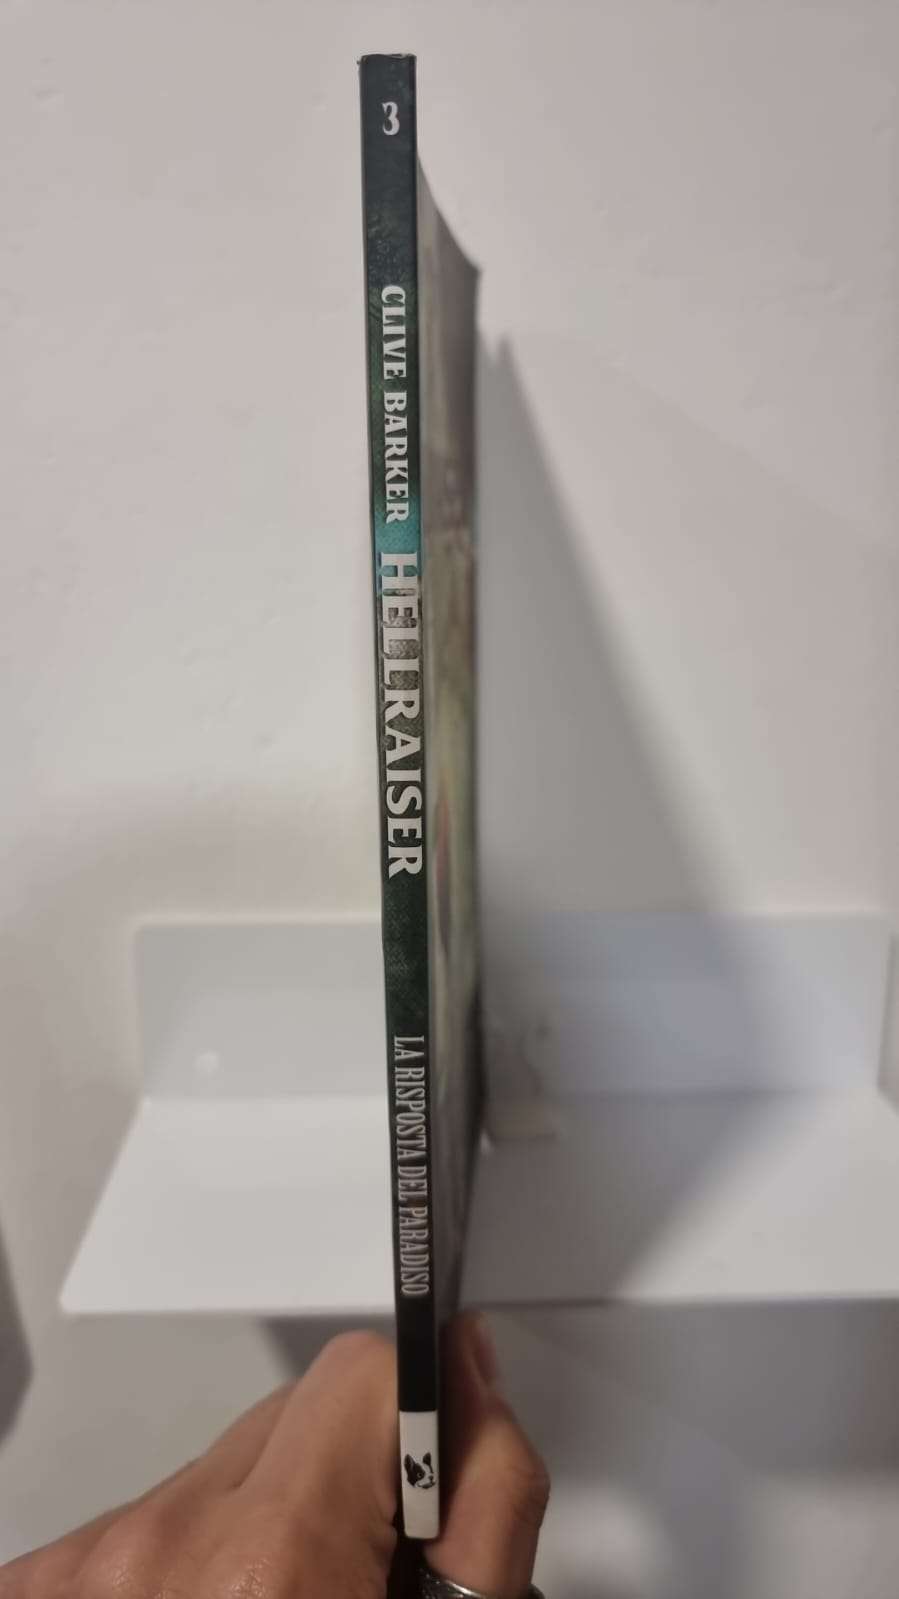 3
CLIVE BARKER HELLRAISER
LA RISPOSTA DEL PARADISO